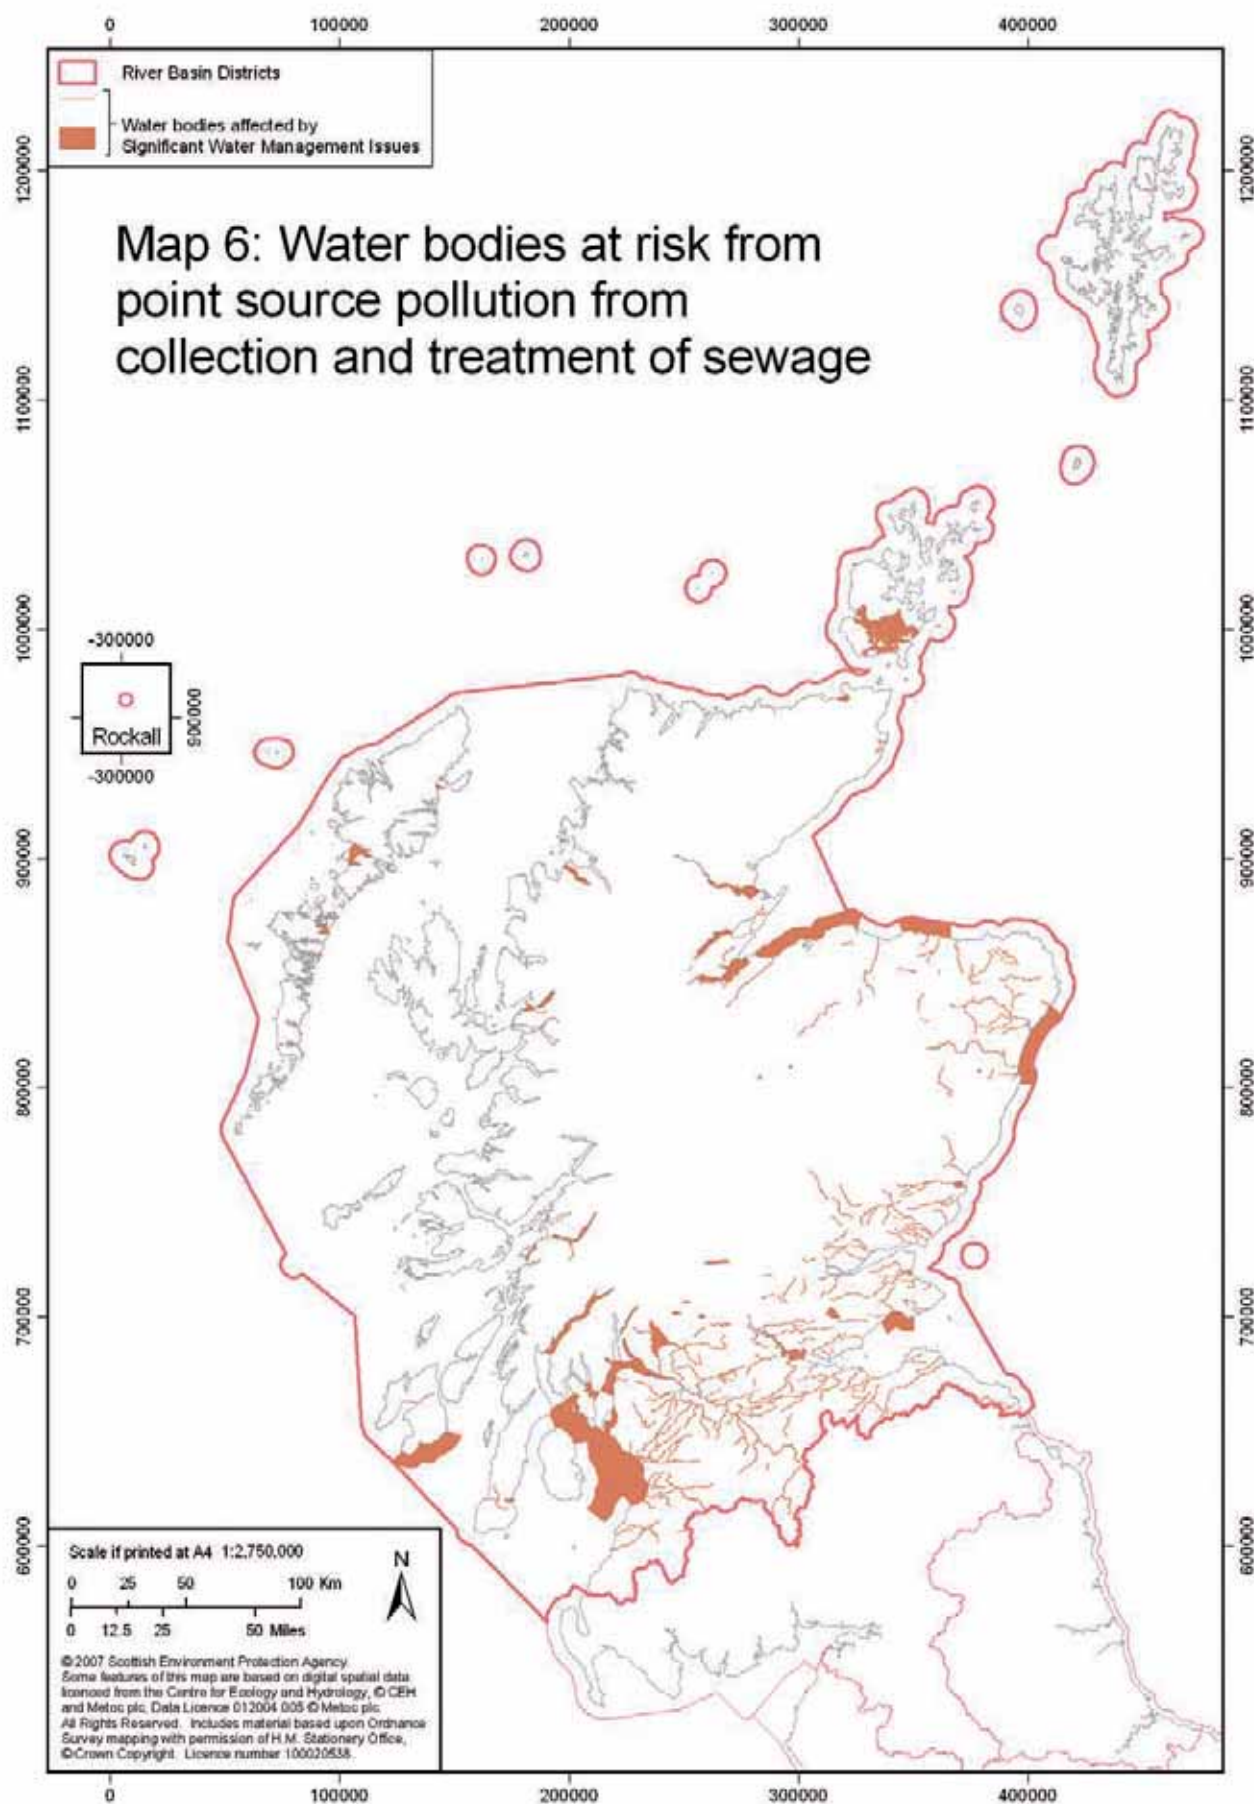 0 100000 200000 300000 400000
River Basin Districts
Water bodies affected by
Significant Water Management Issues
Map 6: Water bodies at risk from
point source pollution from
collection and treatment of sewage
1200000 1200000
1100000 1100000
1000000 1000000
-300000
Rockall
900000
-300000
900000 900000
800000 800000
700000 700000
600000 600000
Scale if printed at A4 1:2,750,000
0 25 50 100 Km
0 12.5 25 50 Miles
N
© 2007 Scottish Environment Protection Agency.
Some features of this map are based on digital spatial data
licenced from the Centre for Ecology and Hydrology, © CEH
and Metoc plc, Data Licence 012004.005 © Metoc plc.
All Rights Reserved. Includes material based upon Ordnance
Survey mapping with permission of H.M. Stationery Office,
© Crown Copyright. Licence number 100020538.
0 100000 200000 300000 400000